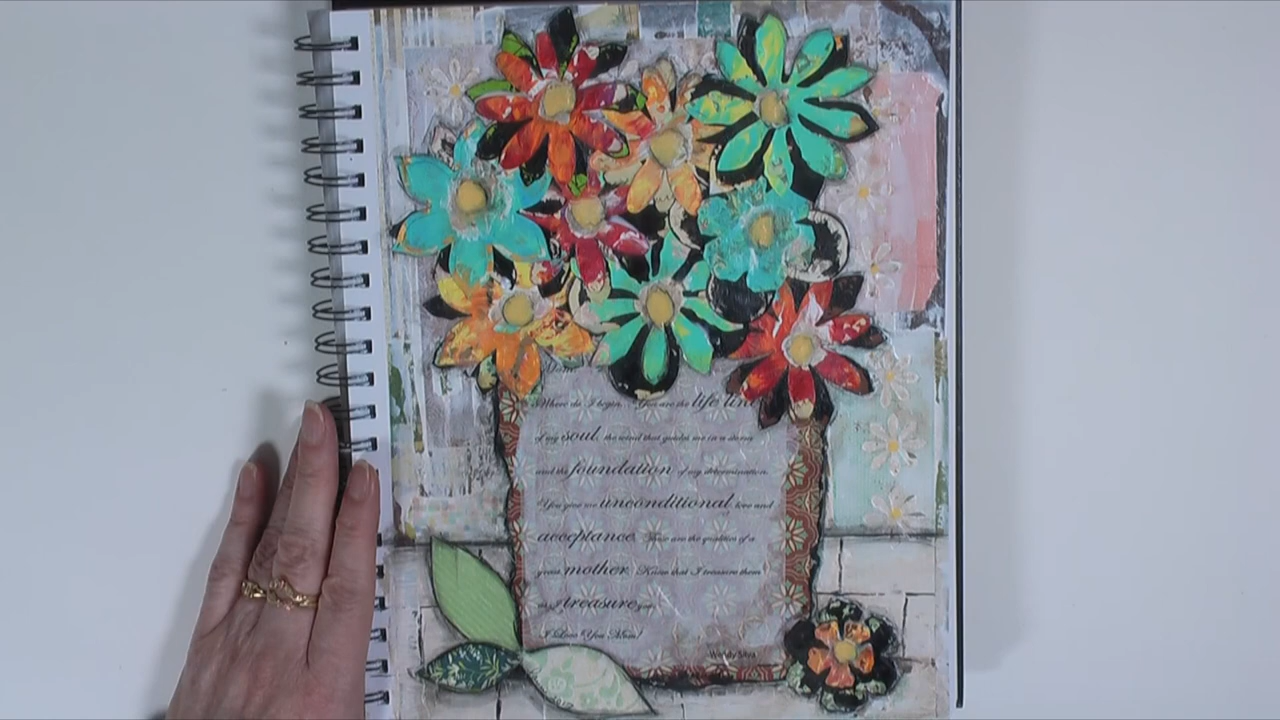 Where do I begin... You are the life line
of my soul, the wind that guides me in a storm
and the foundation of my determination.
You give me unconditional love and
acceptance. These are the qualities of a
great mother. Know that I treasure them
as I treasure you.
I Love You Mom!
Wendy Silva